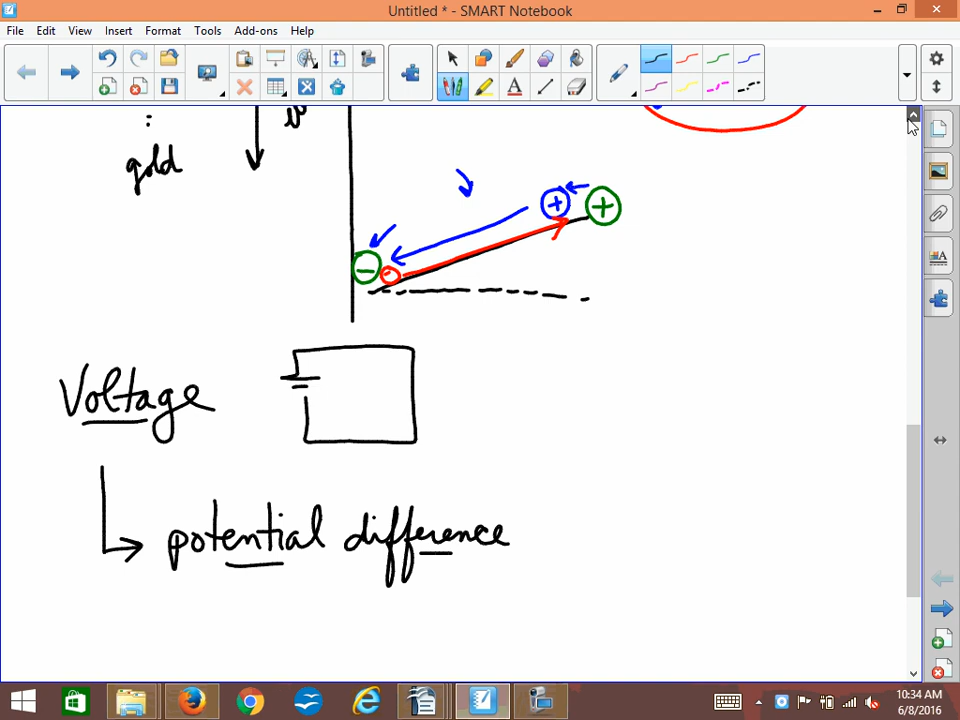 Untitled * - SMART Notebook
File Edit View Insert Format Tools Add-ons Help
:
gold
+ +
−
Voltage
potential difference
10:34 AM
6/8/2016